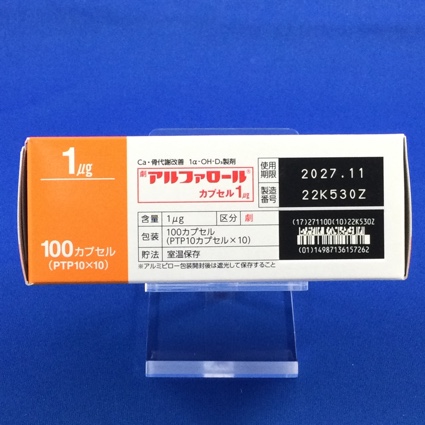 1μg
100カプセル
(PTP10×10)
Ca・骨代謝改善 1α-OH-D₃製剤
劇 アルファロール®
カプセル1μg
含量 1μg 区分 劇
包装 100カプセル
(PTP10カプセル×10)
貯法 室温保存
※アルミピロー包装開封後は遮光して保存すること
使用期限 2027.11
製造番号 22K530Z
(17)271100(10)22K530Z
(01)14987136157262